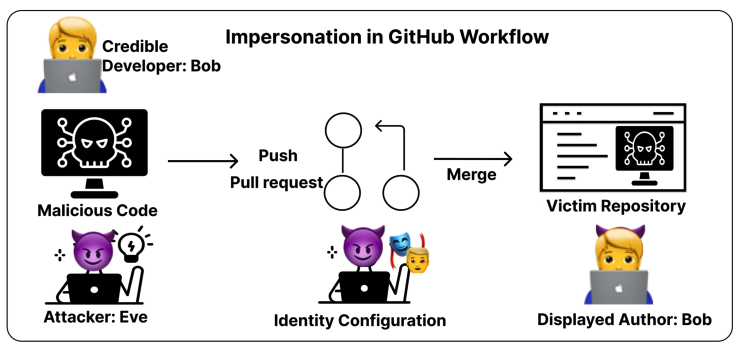 Impersonation in GitHub Workflow
Credible
Developer: Bob
Push
Pull request
Merge
Malicious Code
Victim Repository
Attacker: Eve
Identity Configuration
Displayed Author: Bob